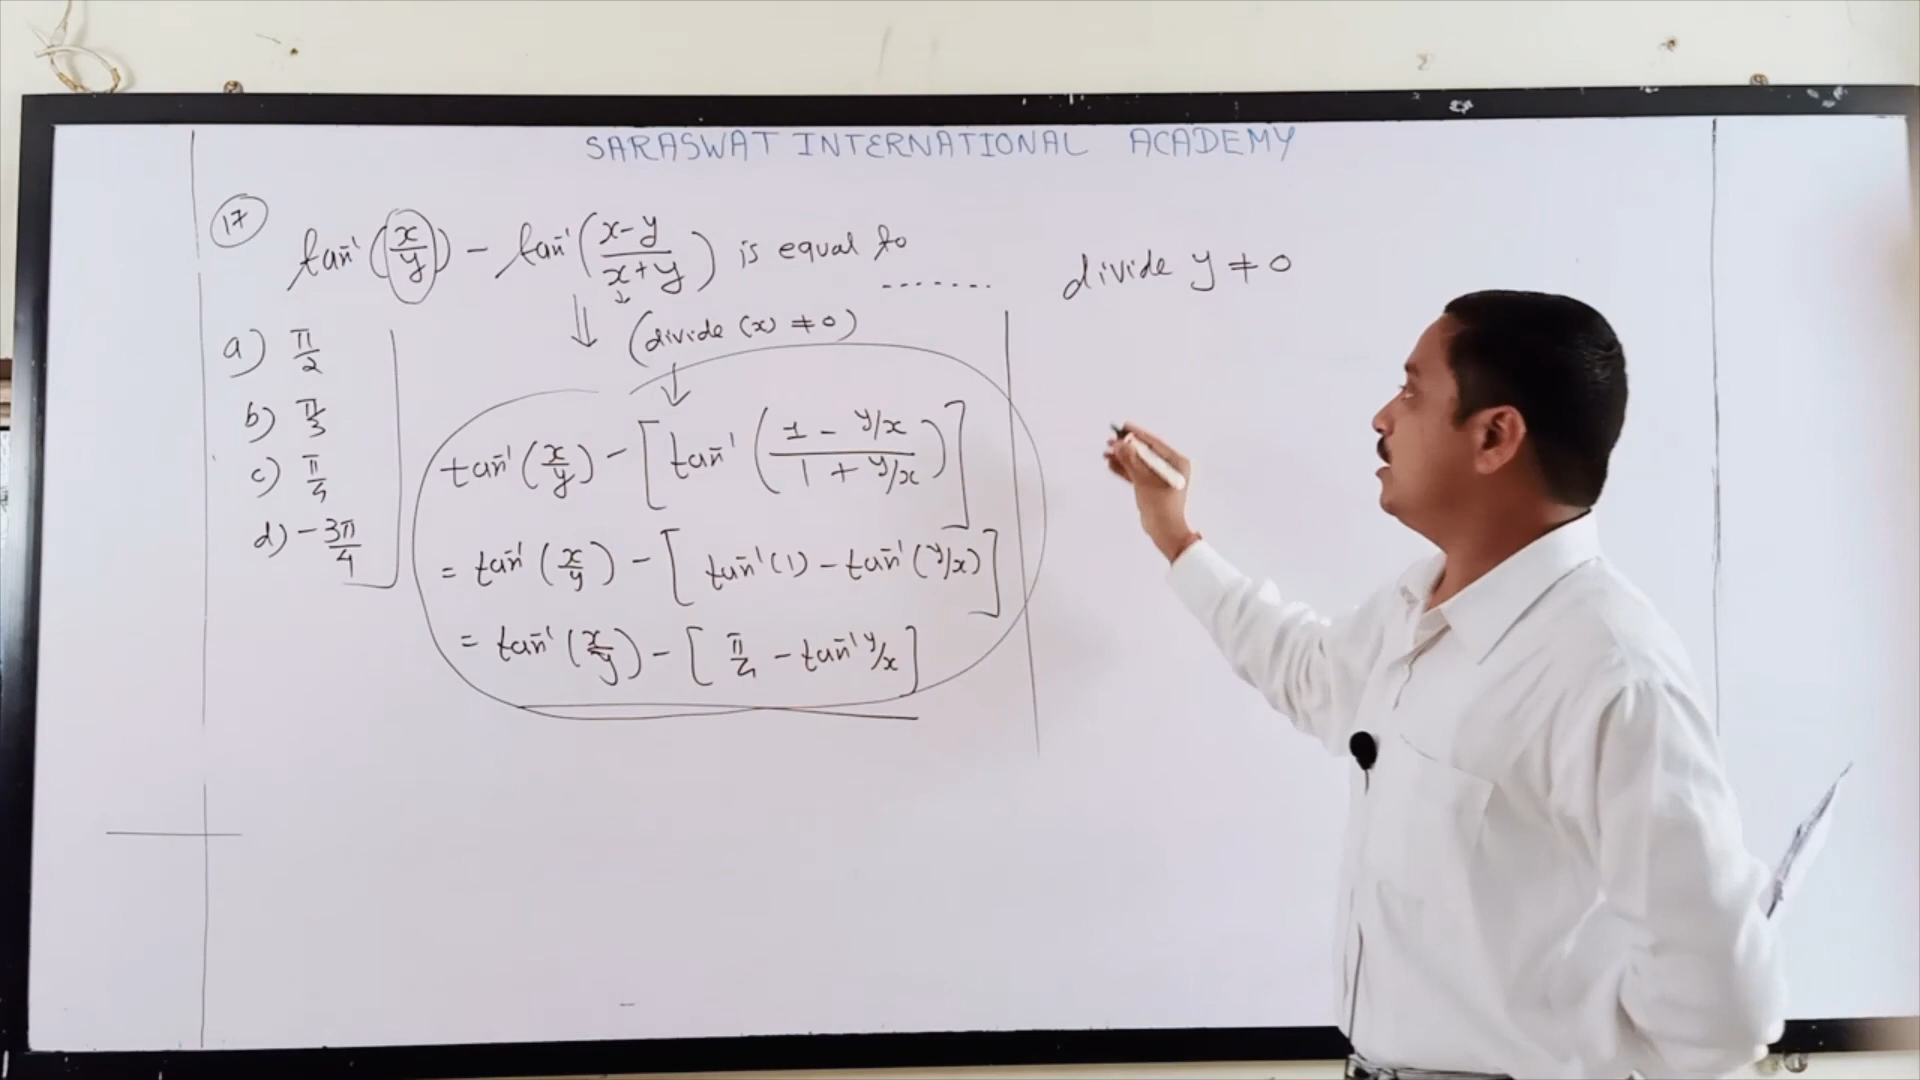 SARASWAT INTERNATIONAL ACADEMY
17
tan⁻¹(x/y) - tan⁻¹((x-y)/(x+y)) is equal to .......
(divide (x) ≠ 0)
a) π/2
b) π/3
c) π/4
d) -3π/4
tan⁻¹(x/y) - [tan⁻¹((1 - y/x)/(1 + y/x))]
= tan⁻¹(x/y) - [tan⁻¹(1) - tan⁻¹(y/x)]
= tan⁻¹(x/y) - [π/4 - tan⁻¹ y/x]
divide y ≠ 0